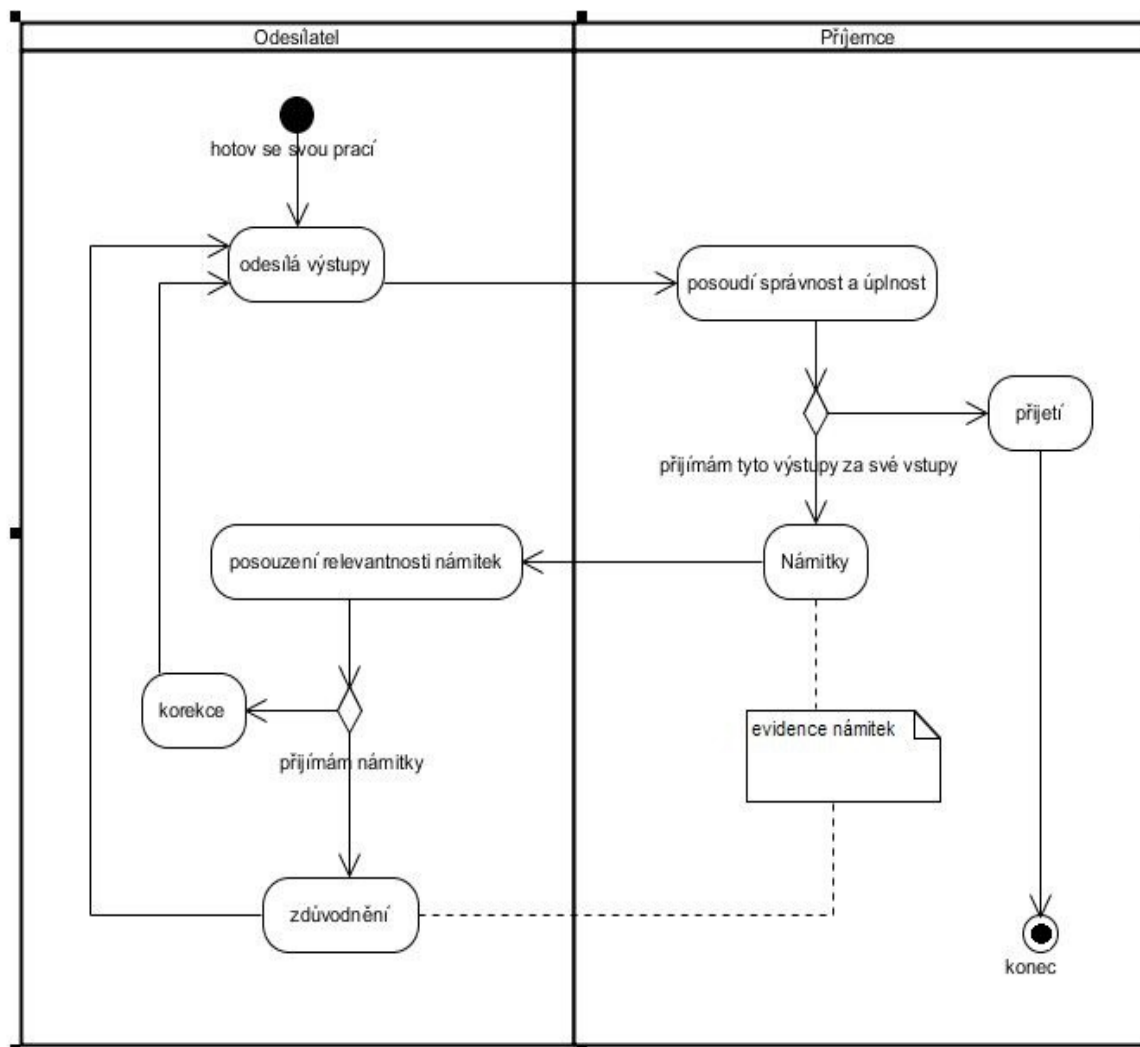 Odesílatel
Příjemce
hotov se svou prací
odesílá výstupy
posoudí správnost a úplnost
přijetí
přijímám tyto výstupy za své vstupy
posouzení relevantnosti námitek
Námitky
korekce
přijímám námitky
evidence námitek
zdůvodnění
konec